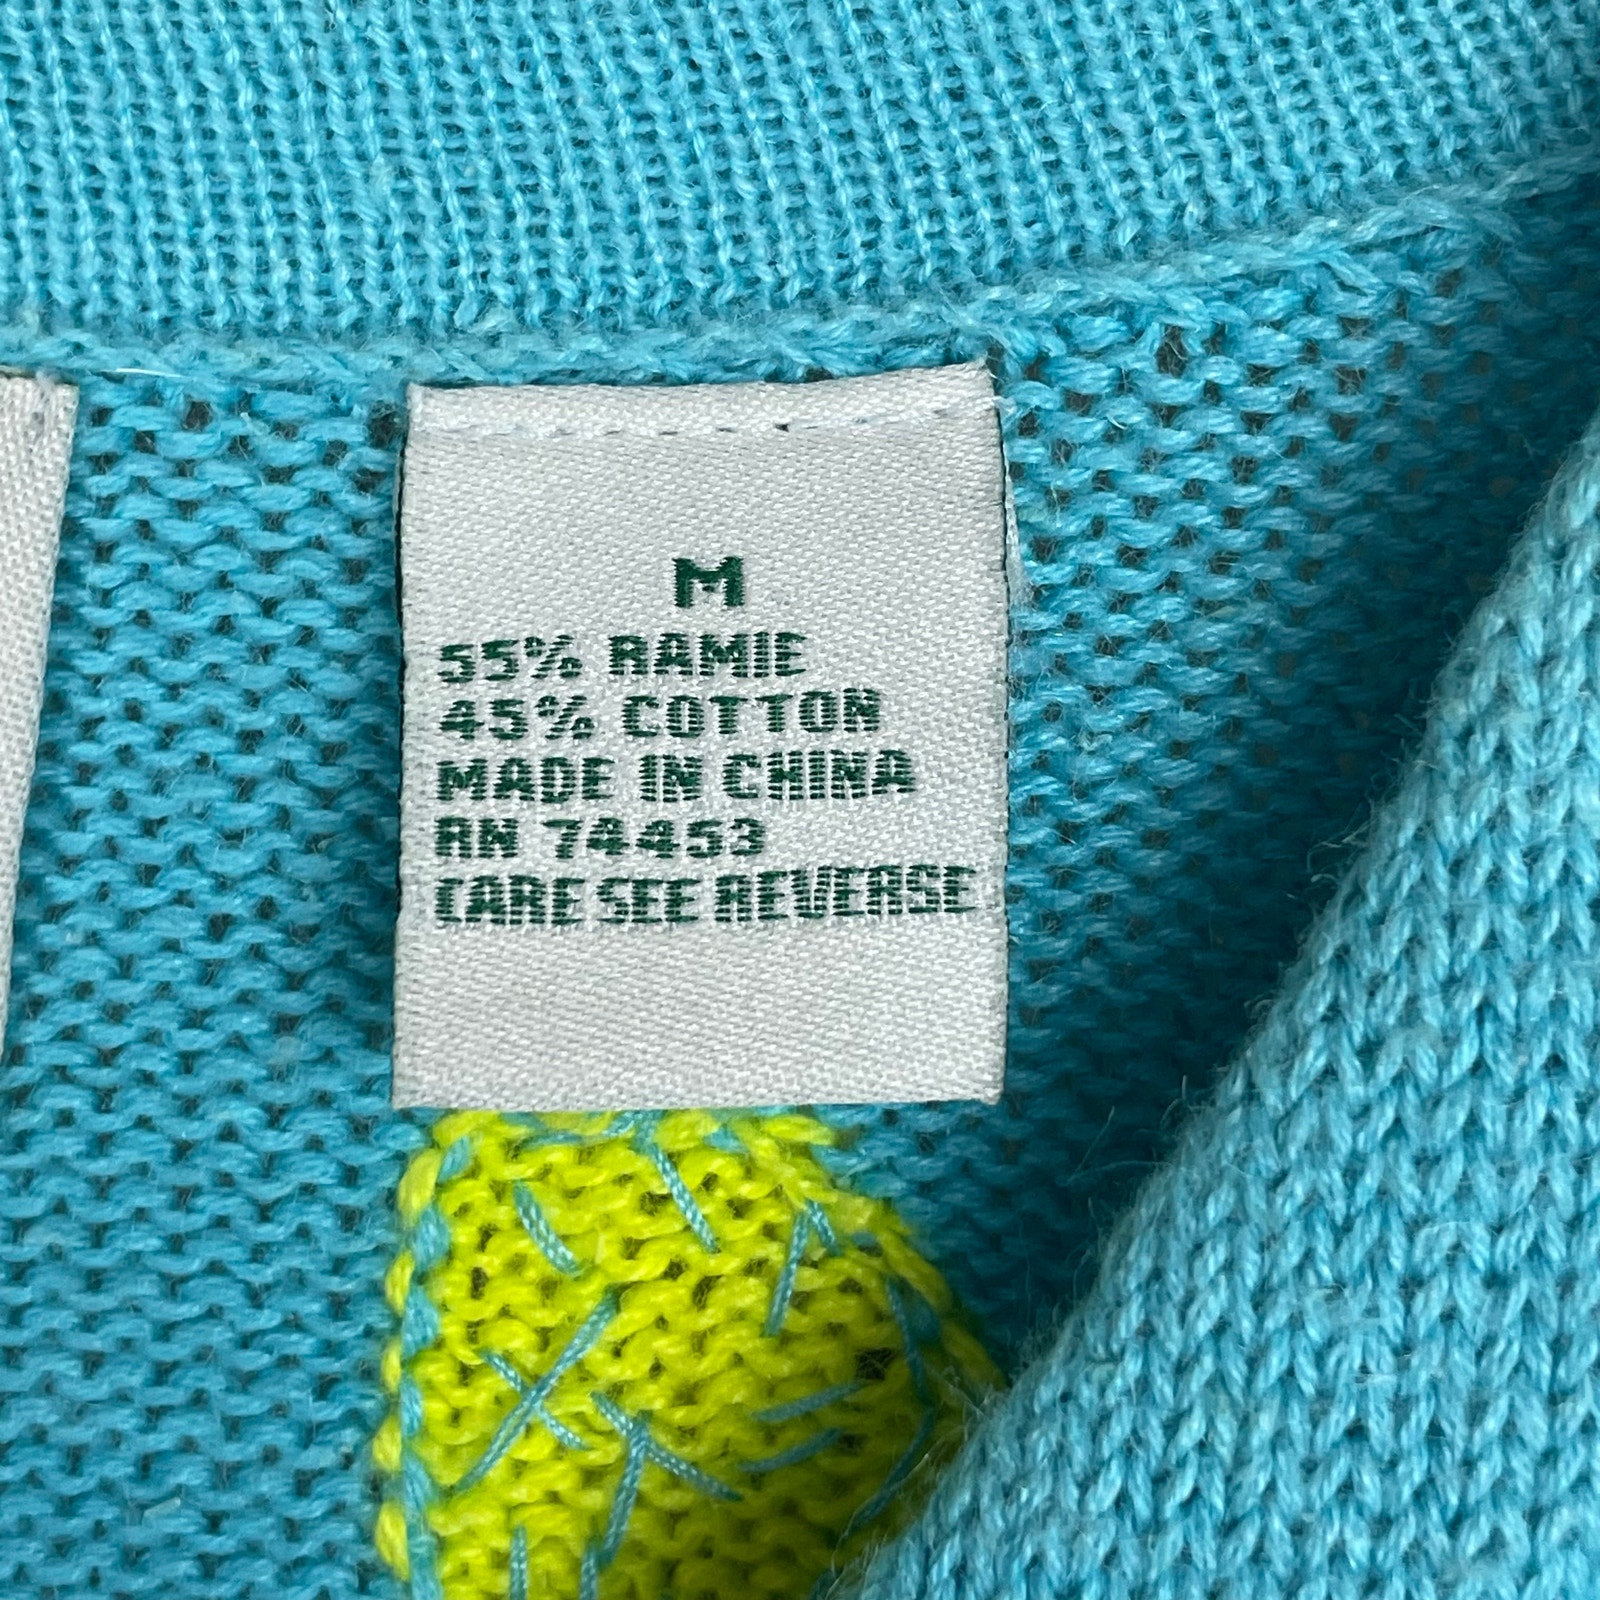 M
55% RAMIE
45% COTTON
MADE IN CHINA
RN 74453
CARE SEE REVERSE